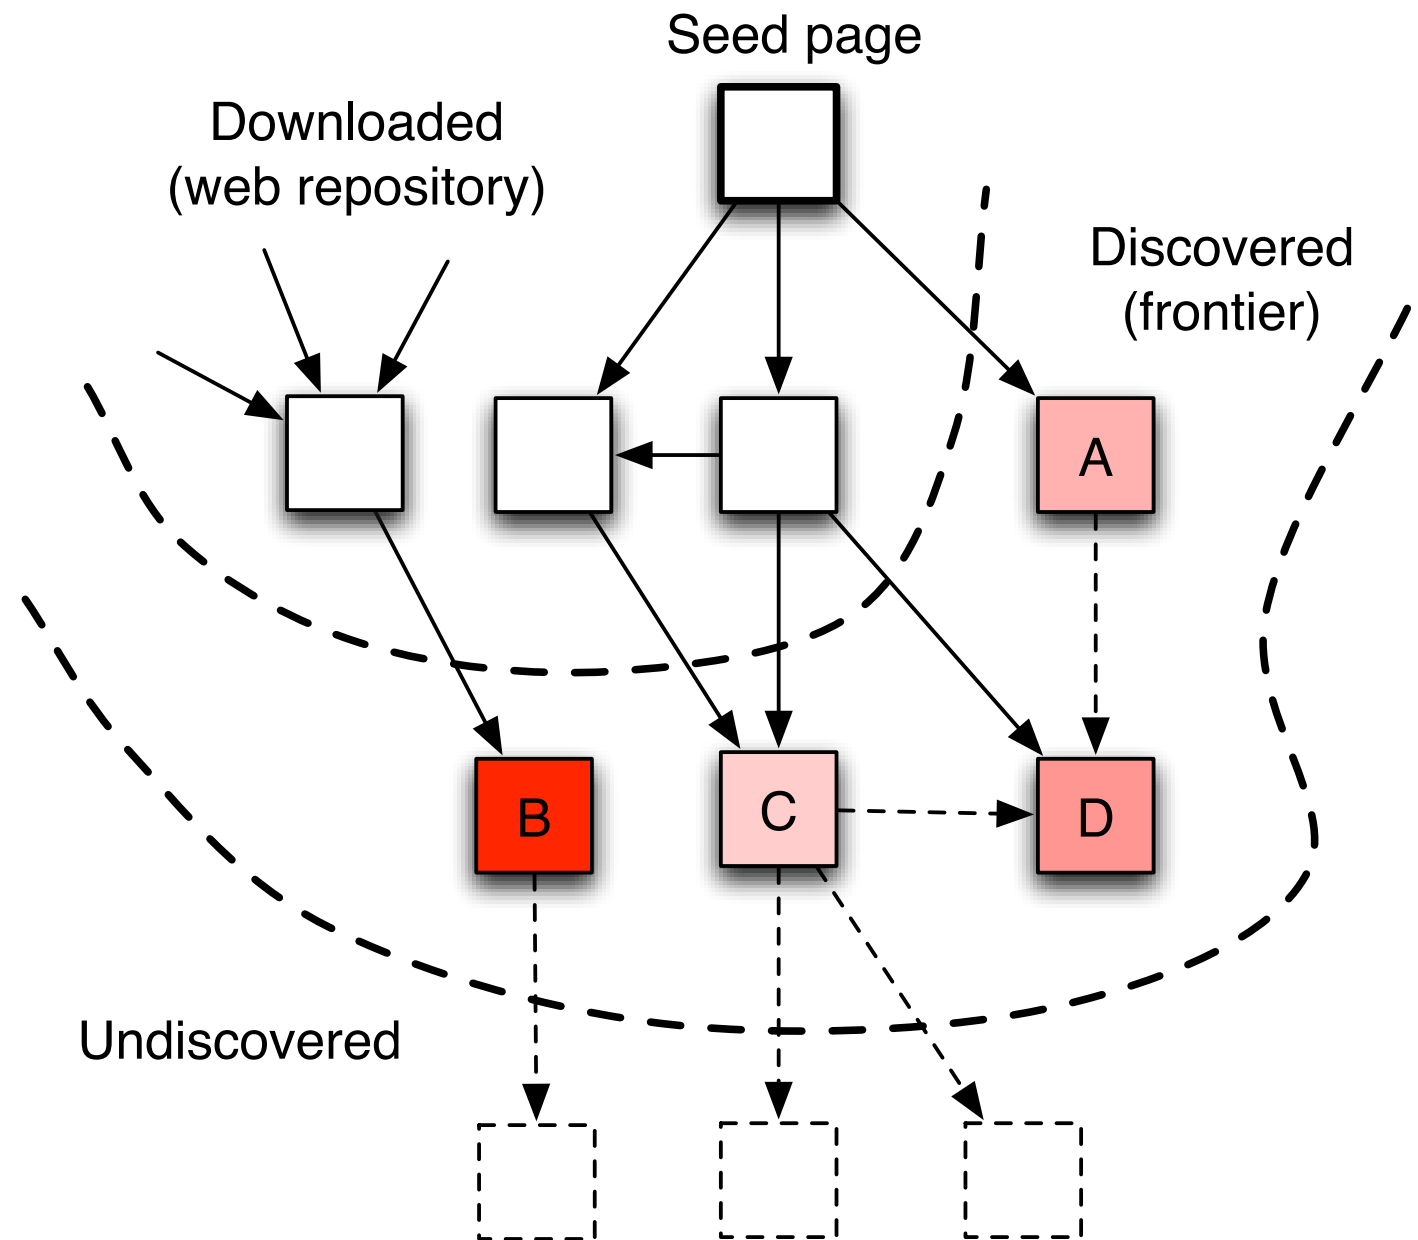 Seed page
Downloaded
(web repository)
Discovered
(frontier)
A
B
C
D
Undiscovered